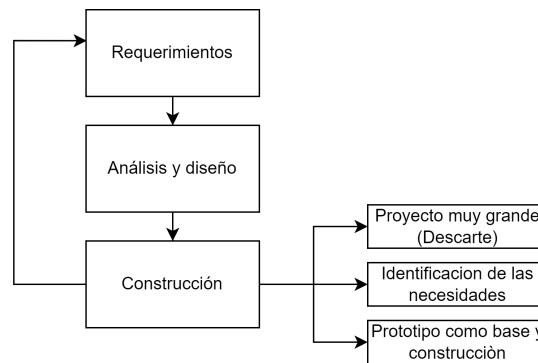 Requerimientos
Análisis y diseño
Construcción
Proyecto muy grande
(Descarte)
Identificacion de las
necesidades
Prototipo como base y
construcciòn